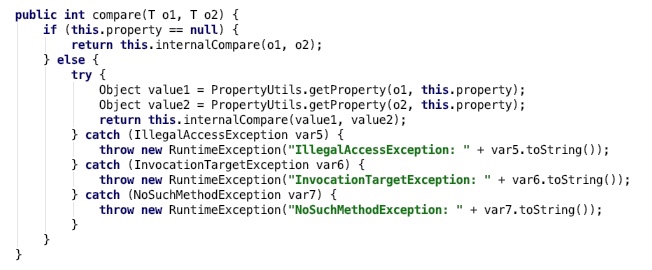 public int compare(T o1, T o2) {
    if (this.property == null) {
        return this.internalCompare(o1, o2);
    } else {
        try {
            Object value1 = PropertyUtils.getProperty(o1, this.property);
            Object value2 = PropertyUtils.getProperty(o2, this.property);
            return this.internalCompare(value1, value2);
        } catch (IllegalAccessException var5) {
            throw new RuntimeException("IllegalAccessException: " + var5.toString());
        } catch (InvocationTargetException var6) {
            throw new RuntimeException("InvocationTargetException: " + var6.toString());
        } catch (NoSuchMethodException var7) {
            throw new RuntimeException("NoSuchMethodException: " + var7.toString());
        }
    }
}